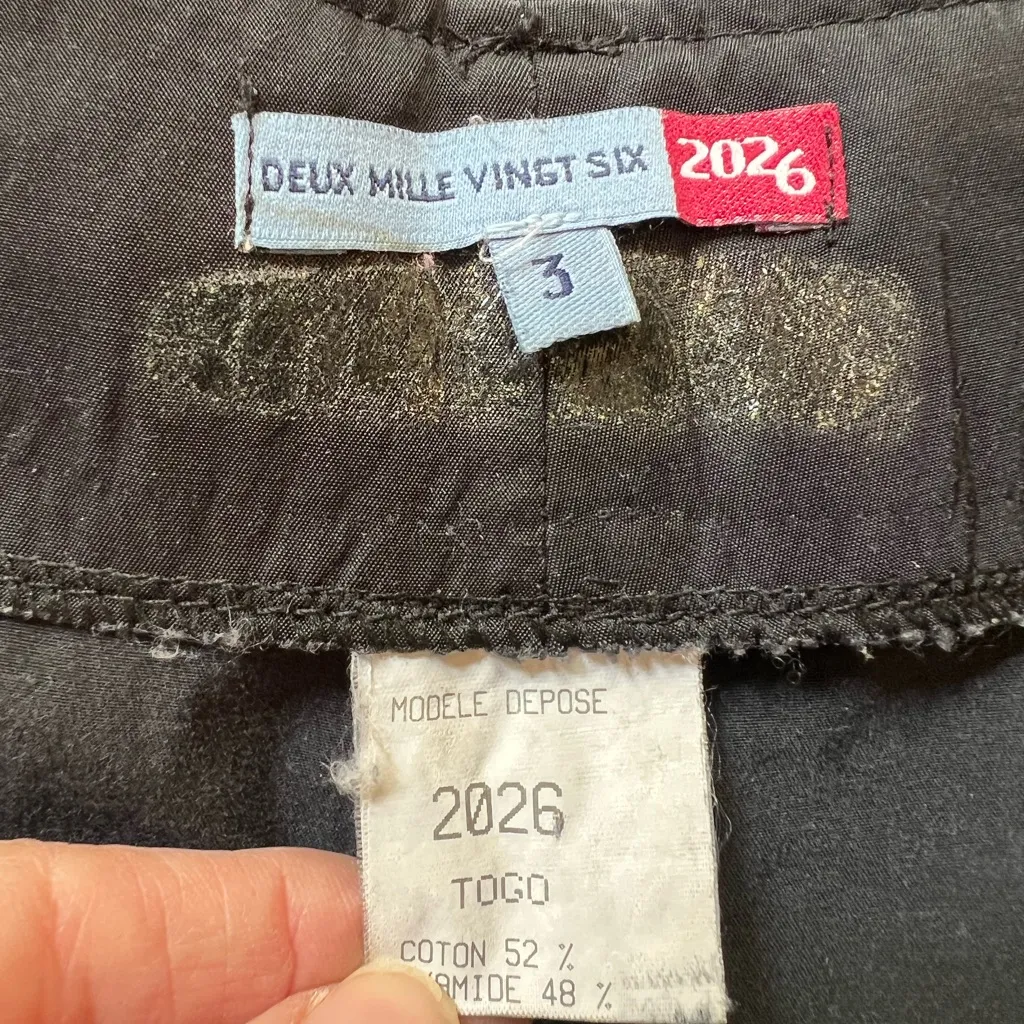 DEUX MILLE VINGT SIX 2026
3
MODELE DEPOSE
2026
TOGO
COTON 52 %
48 %